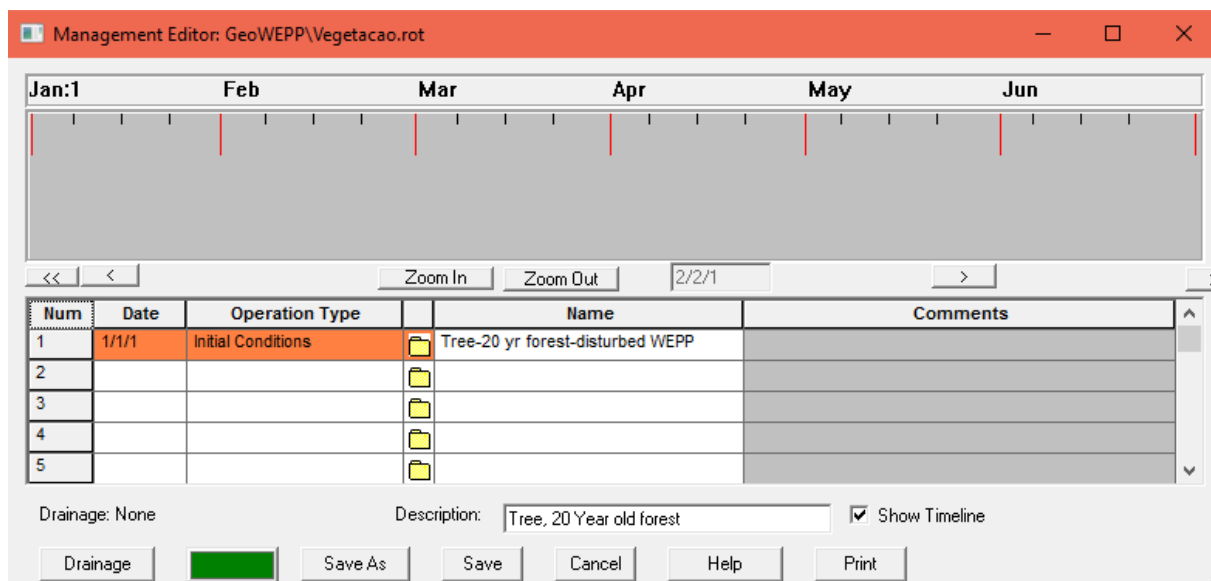 Management Editor: GeoWEPP\Vegetacao.rot
Jan:1 Feb Mar Apr May Jun
<< < Zoom In Zoom Out 2/2/1 >
Num Date Operation Type Name Comments
1 1/1/1 Initial Conditions Tree-20 yr forest-disturbed WEPP
2
3
4
5
Drainage: None Description: Tree, 20 Year old forest Show Timeline
Drainage Save As Save Cancel Help Print